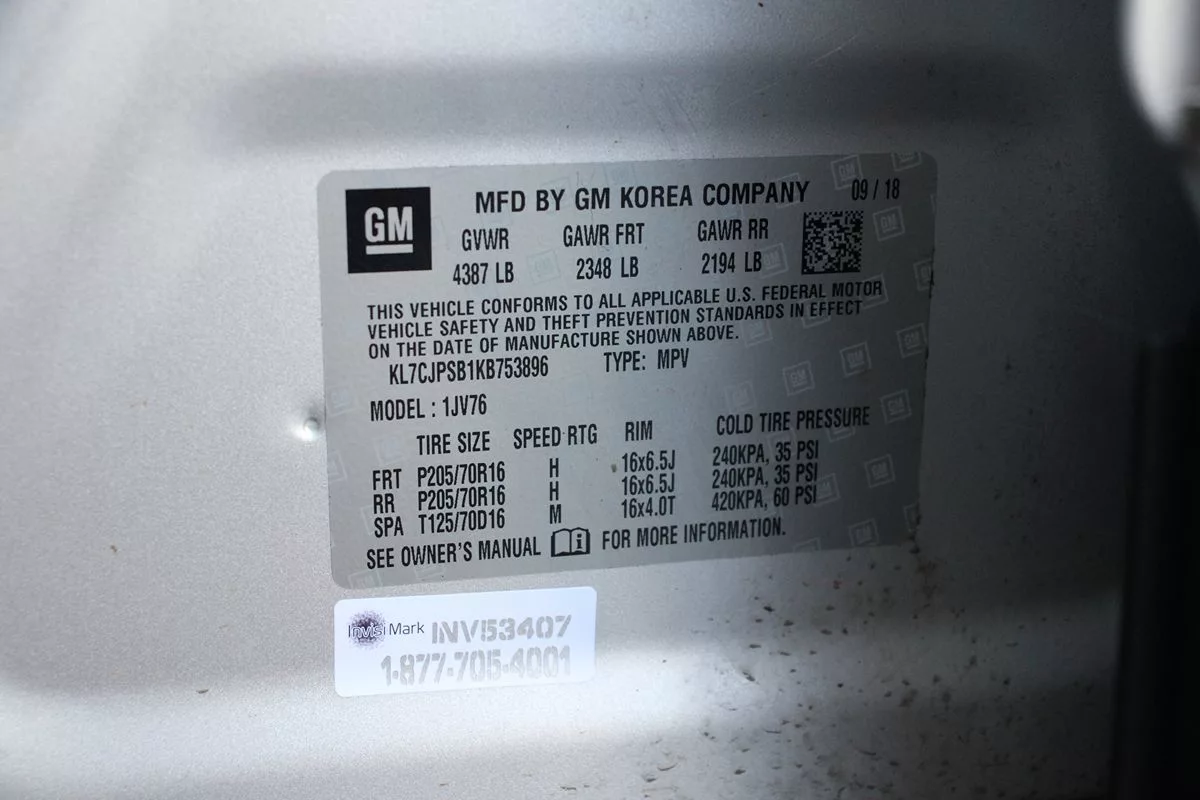 GM
MFD BY GM KOREA COMPANY 09 / 18
GVWR GAWR FRT GAWR RR
4387 LB 2348 LB 2194 LB
THIS VEHICLE CONFORMS TO ALL APPLICABLE U.S. FEDERAL MOTOR
VEHICLE SAFETY AND THEFT PREVENTION STANDARDS IN EFFECT
ON THE DATE OF MANUFACTURE SHOWN ABOVE.
KL7CJPSB1KB753896 TYPE: MPV
MODEL : 1JV76
TIRE SIZE SPEED RTG RIM COLD TIRE PRESSURE
FRT P205/70R16 H 16x6.5J 240KPA, 35 PSI
RR P205/70R16 H 16x6.5J 240KPA, 35 PSI
SPA T125/70D16 M 16x4.0T 420KPA, 60 PSI
SEE OWNER'S MANUAL FOR MORE INFORMATION.
InvisiMark INV53407
1-877-705-4001